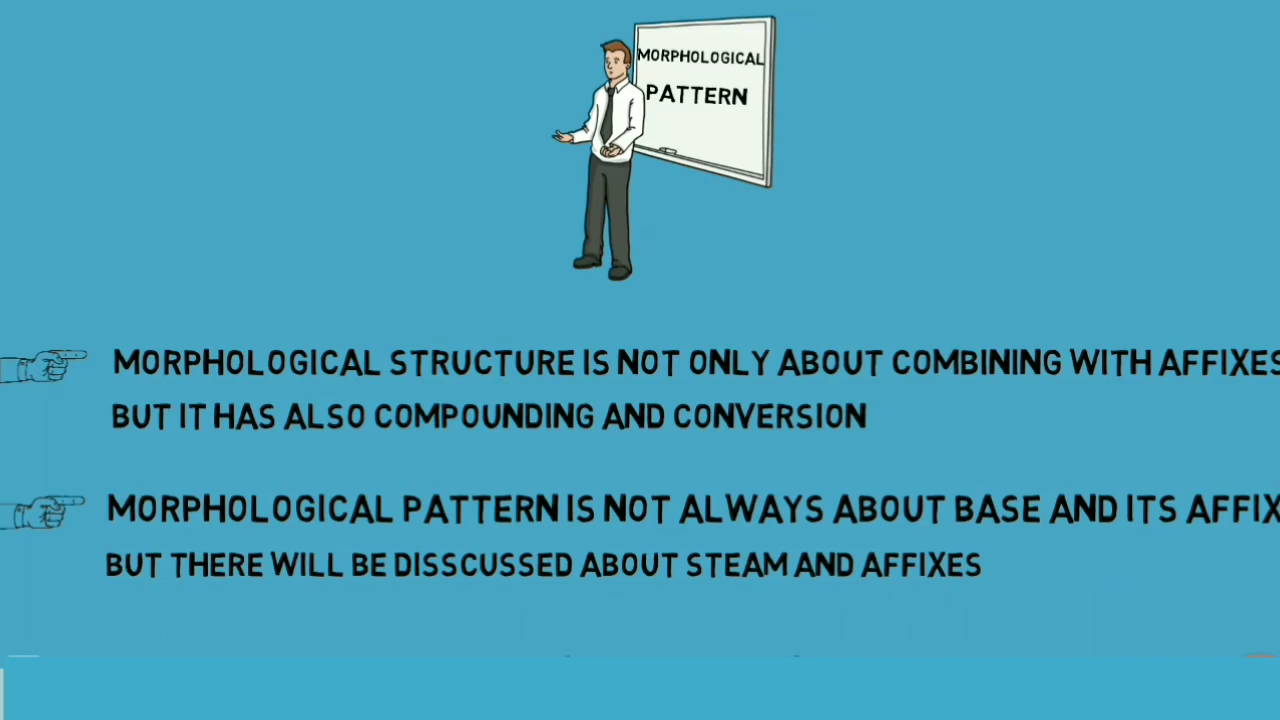 MORPHOLOGICAL
PATTERN
MORPHOLOGICAL STRUCTURE IS NOT ONLY ABOUT COMBINING WITH AFFIXES
BUT IT HAS ALSO COMPOUNDING AND CONVERSION
MORPHOLOGICAL PATTERN IS NOT ALWAYS ABOUT BASE AND ITS AFFIX
BUT THERE WILL BE DISSCUSSED ABOUT STEAM AND AFFIXES